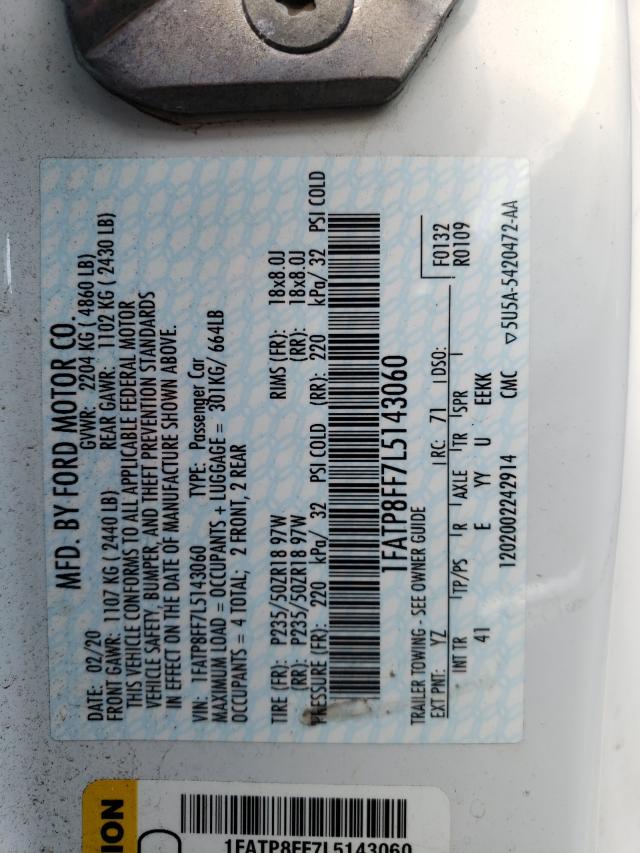 MFD. BY FORD MOTOR CO.
DATE: 02/20 GVWR: 2204 KG ( 4860 LB)
FRONT GAWR: 1107 KG ( 2440 LB) REAR GAWR: 1102 KG ( 2430 LB)
THIS VEHICLE CONFORMS TO ALL APPLICABLE FEDERAL MOTOR
VEHICLE SAFETY, BUMPER, AND THEFT PREVENTION STANDARDS
IN EFFECT ON THE DATE OF MANUFACTURE SHOWN ABOVE.
VIN: 1FATP8FF7L5143060 TYPE: Passenger Car
MAXIMUM LOAD = OCCUPANTS + LUGGAGE = 301KG/ 664LB
OCCUPANTS = 4 TOTAL; 2 FRONT, 2 REAR
TIRE (FR): P235/50ZR18 97W RIMS (FR): 18x8.0J
(RR): P235/50ZR18 97W (RR): 18x8.0J
PRESSURE (FR): 220 kPa/ 32 PSI COLD (RR): 220 kPa/ 32 PSI COLD
1FATP8FF7L5143060
TRAILER TOWING - SEE OWNER GUIDE
F0132
EXT PNT: YZ RC: 71 DSO: R0109
INT TR TP/PS R AXLE TR SPR
41 E YY U EEKK
1202002242914 CMC ▽5U5A-5420472-AA
1FATP8FF7L5143060